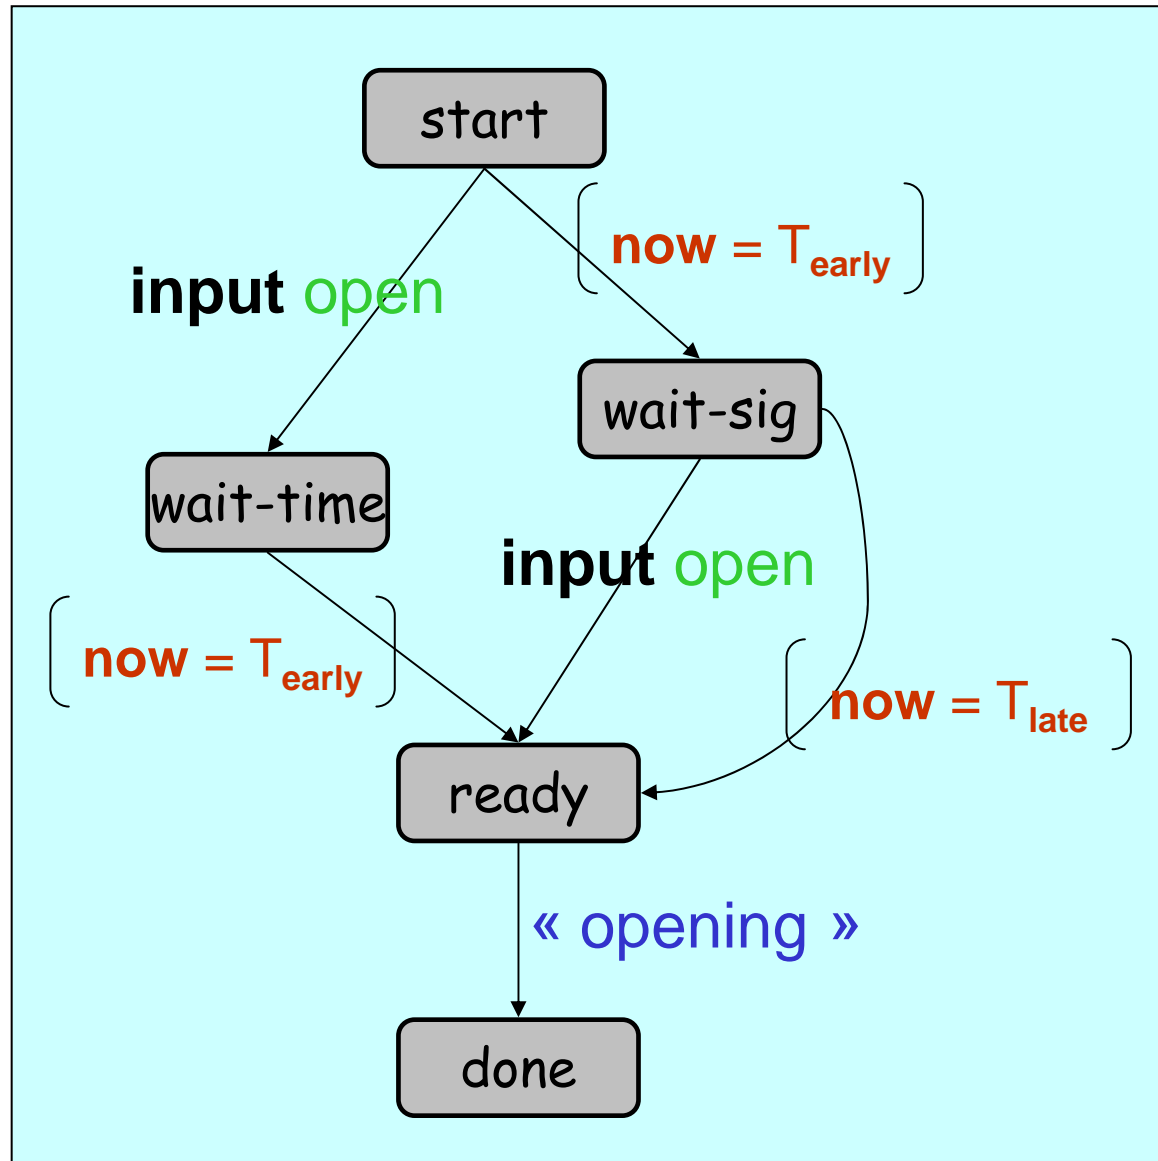 start
[ now = Tearly ]
input open
wait-sig
wait-time
input open
[ now = Tearly ]
[ now = Tlate ]
ready
« opening »
done